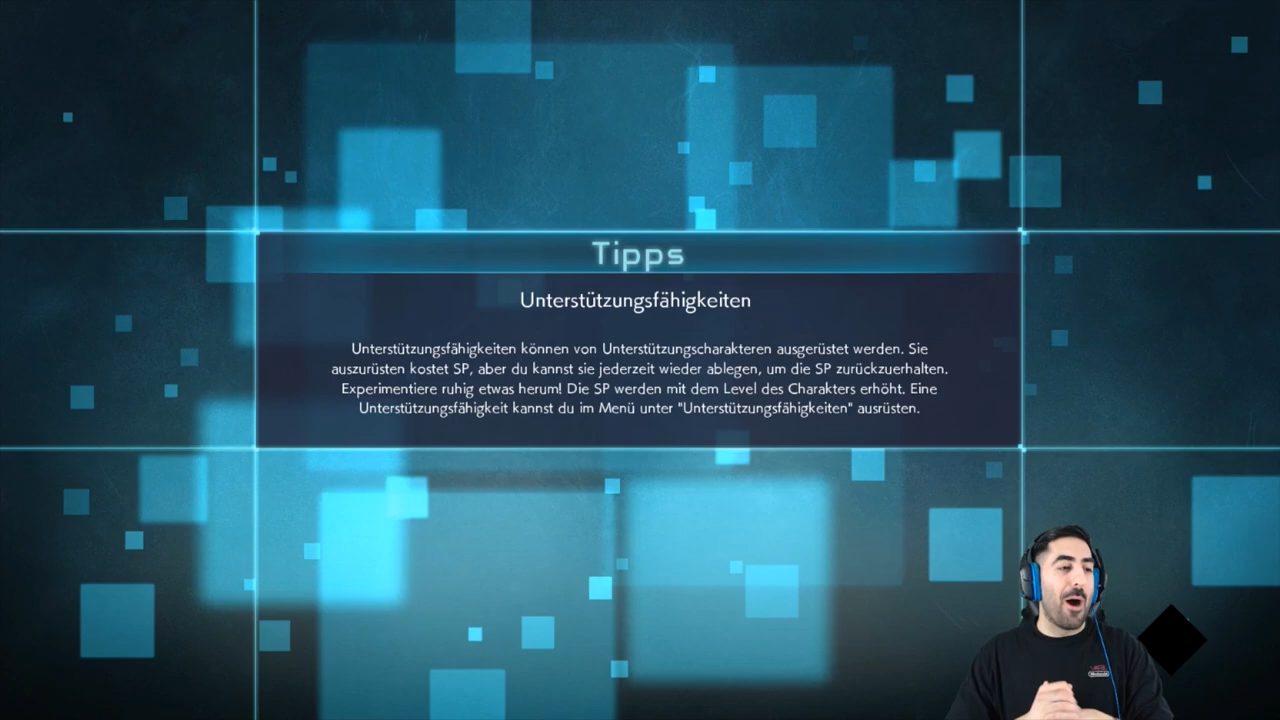 Tipps
Unterstützungsfähigkeiten
Unterstützungsfähigkeiten können von Unterstützungscharakteren ausgerüstet werden. Sie
auszurüsten kostet SP, aber du kannst sie jederzeit wieder ablegen, um die SP zurückzuerhalten.
Experimentiere ruhig etwas herum! Die SP werden mit dem Level des Charakters erhöht. Eine
Unterstützungsfähigkeit kannst du im Menü unter "Unterstützungsfähigkeiten" ausrüsten.
Nintendo